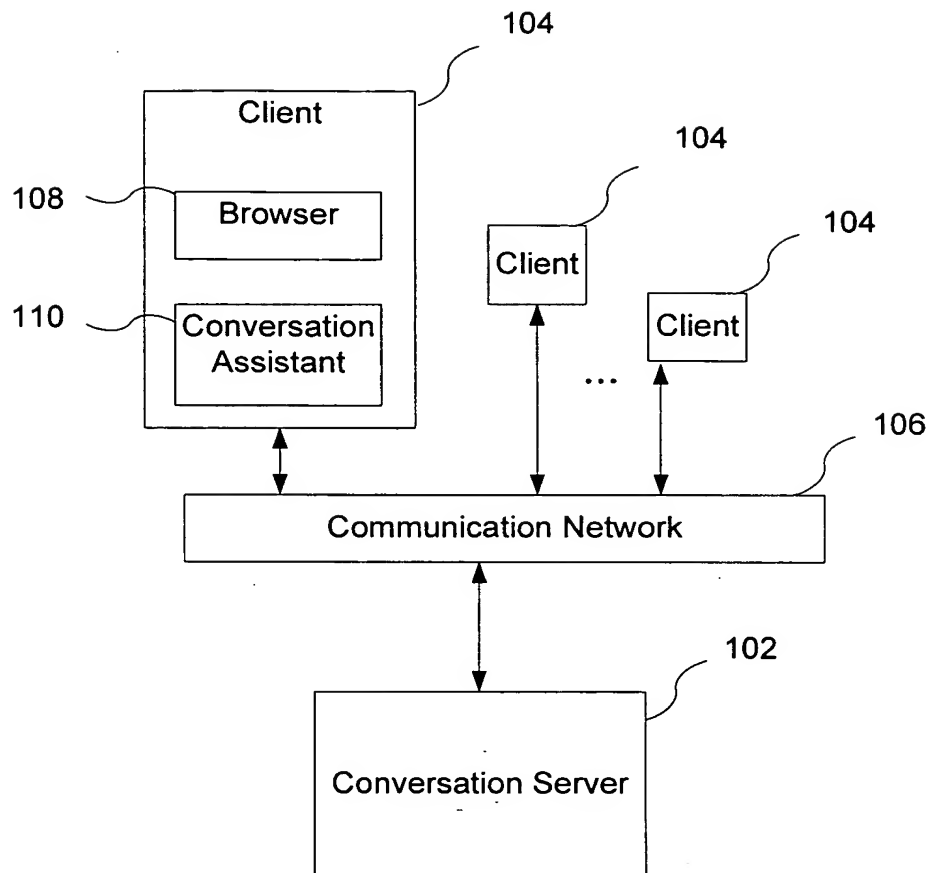 104
Client
104
108
Browser
Client
104
110
Conversation
Assistant
Client
...
106
Communication Network
102
Conversation Server